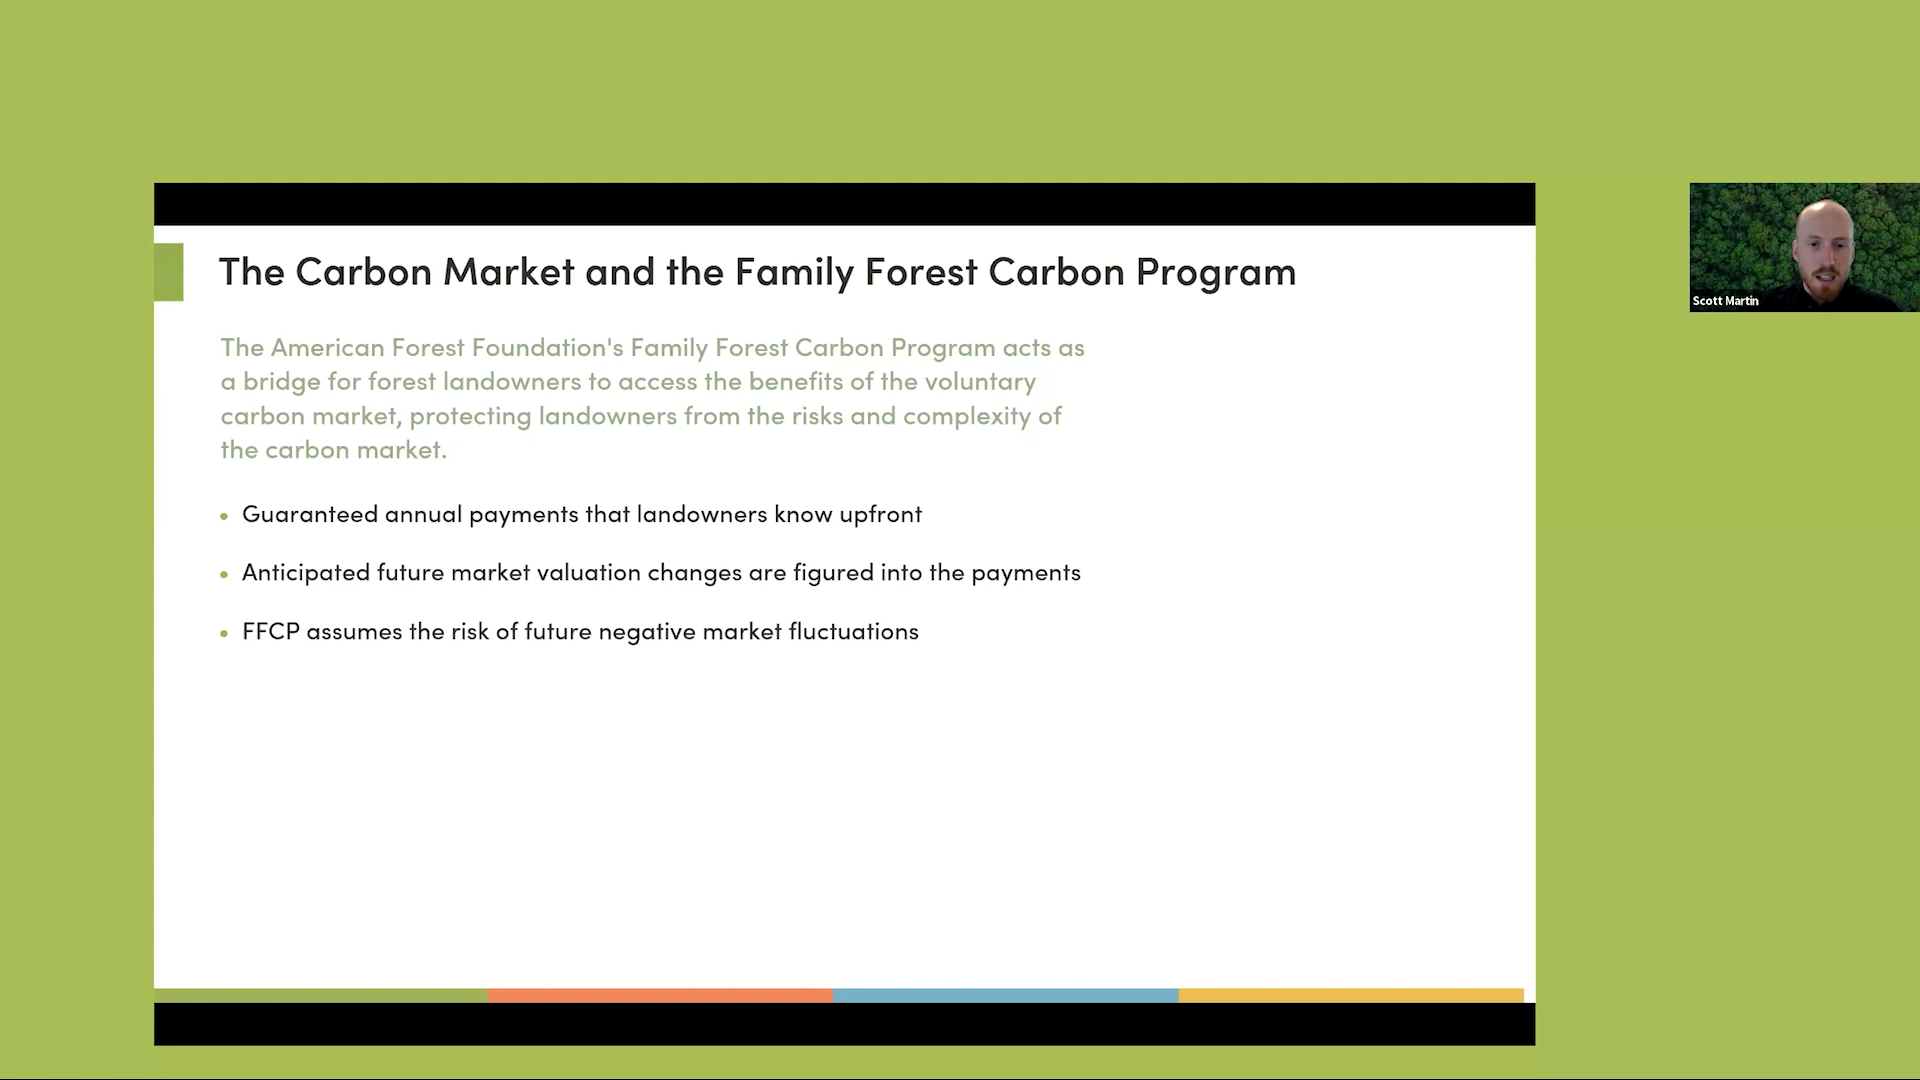 The Carbon Market and the Family Forest Carbon Program
The American Forest Foundation's Family Forest Carbon Program acts as
a bridge for forest landowners to access the benefits of the voluntary
carbon market, protecting landowners from the risks and complexity of
the carbon market.
• Guaranteed annual payments that landowners know upfront
• Anticipated future market valuation changes are figured into the payments
• FFCP assumes the risk of future negative market fluctuations
Scott Martin